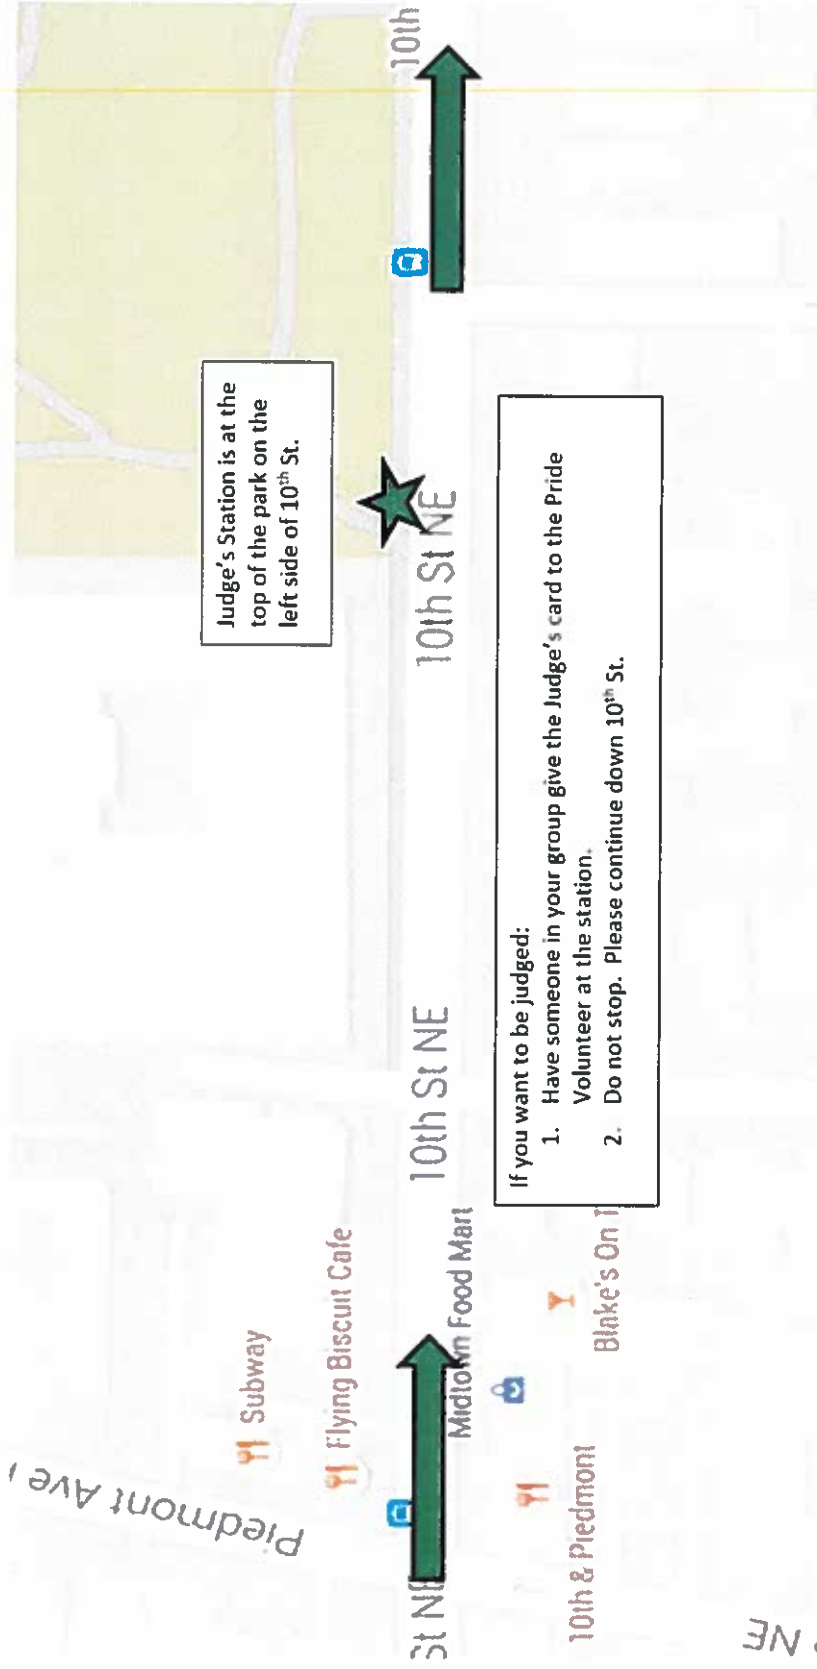 Piedmont Ave
Subway
Flying Biscuit Cafe
St NE
Midtown Food Mart
10th & Piedmont
Blake's On T
NE
10th St NE
10th St NE
10th
Judge's Station is at the
top of the park on the
left side of 10th St.
If you want to be judged:
1. Have someone in your group give the Judge's card to the Pride
Volunteer at the station.
2. Do not stop. Please continue down 10th St.